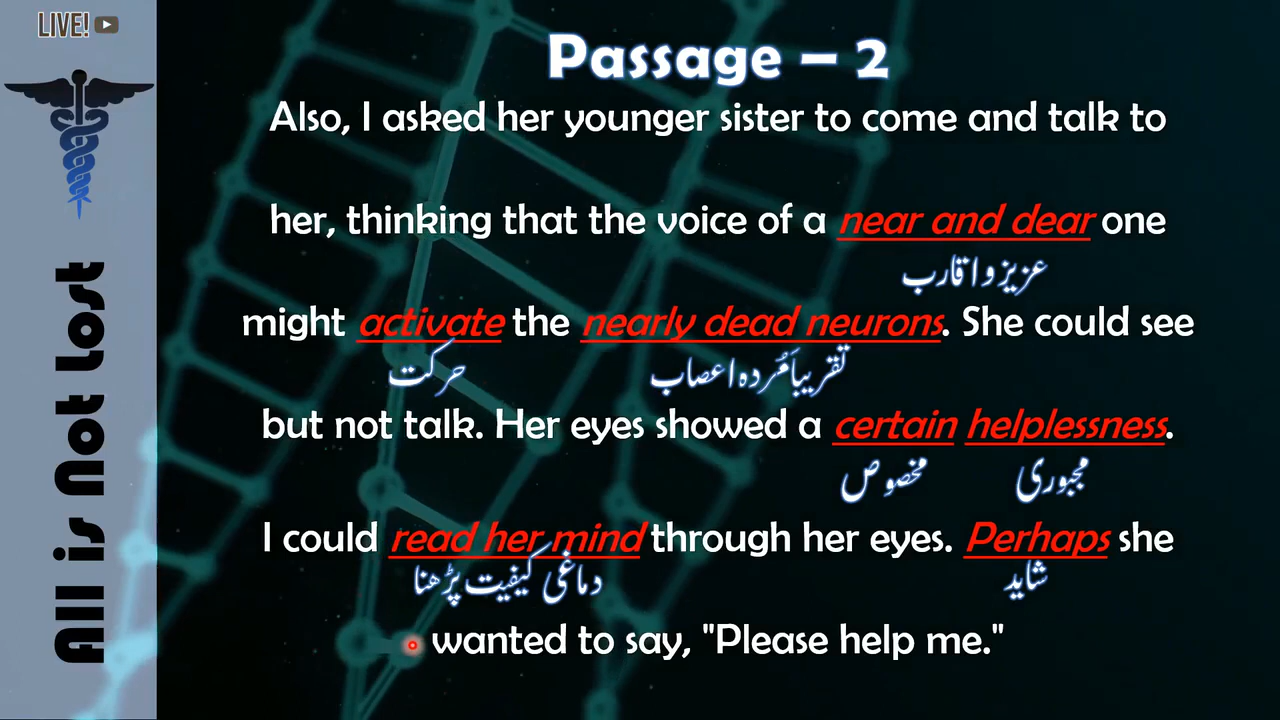 LIVE!
All is Not Lost
Passage – 2
Also, I asked her younger sister to come and talk to
her, thinking that the voice of a near and dear one
عزیز و اقارب
might activate the nearly dead neurons. She could see
حرکت تقریباً مُردہ اعصاب
but not talk. Her eyes showed a certain helplessness.
مخصوص مجبوری
I could read her mind through her eyes. Perhaps she
دماغی کیفیت پڑھنا شاید
wanted to say, "Please help me."